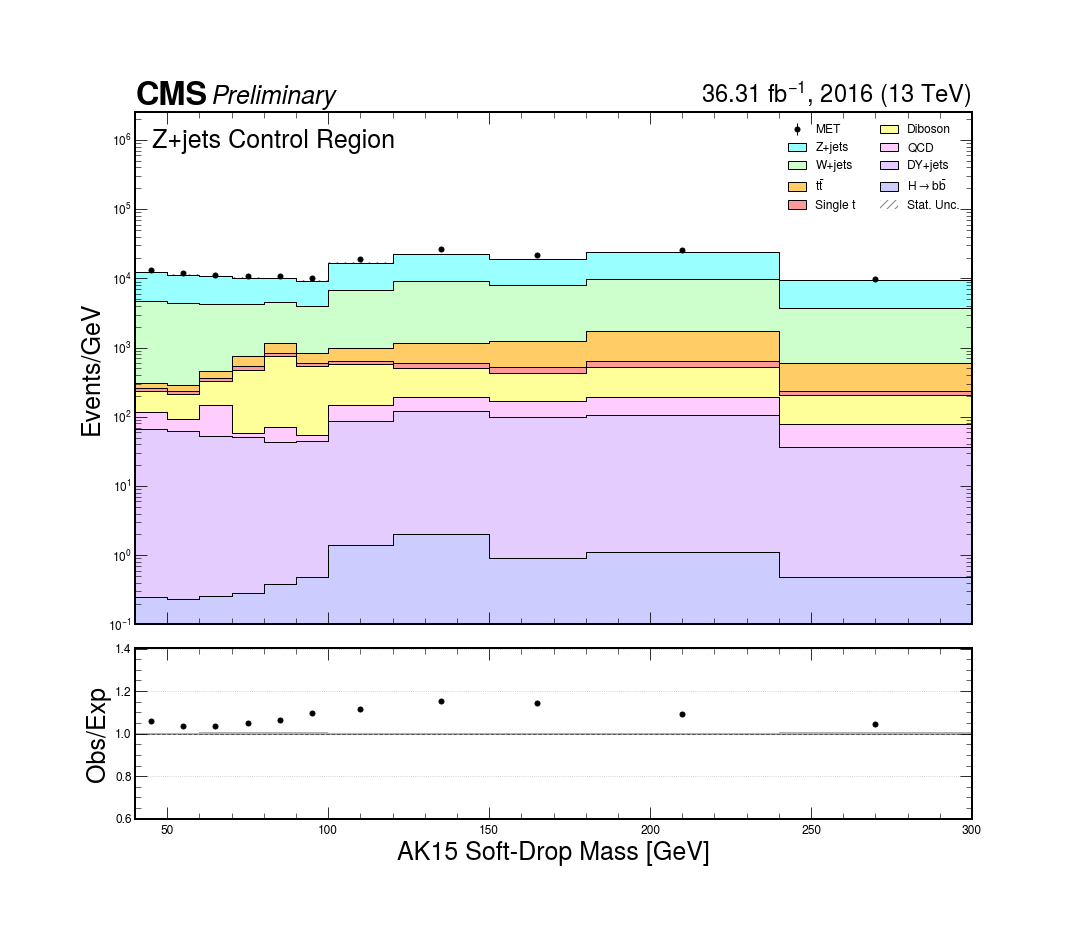 CMS Preliminary
36.31 fb⁻¹, 2016 (13 TeV)
Z+jets Control Region
MET
Z+jets
W+jets
tt̄
Single t
Diboson
QCD
DY+jets
H→bb̄
Stat. Unc.
Events/GeV
10⁶
10⁵
10⁴
10³
10²
10¹
10⁰
10⁻¹
Obs/Exp
1.4
1.2
1.0
0.8
0.6
50 100 150 200 250 300
AK15 Soft-Drop Mass [GeV]